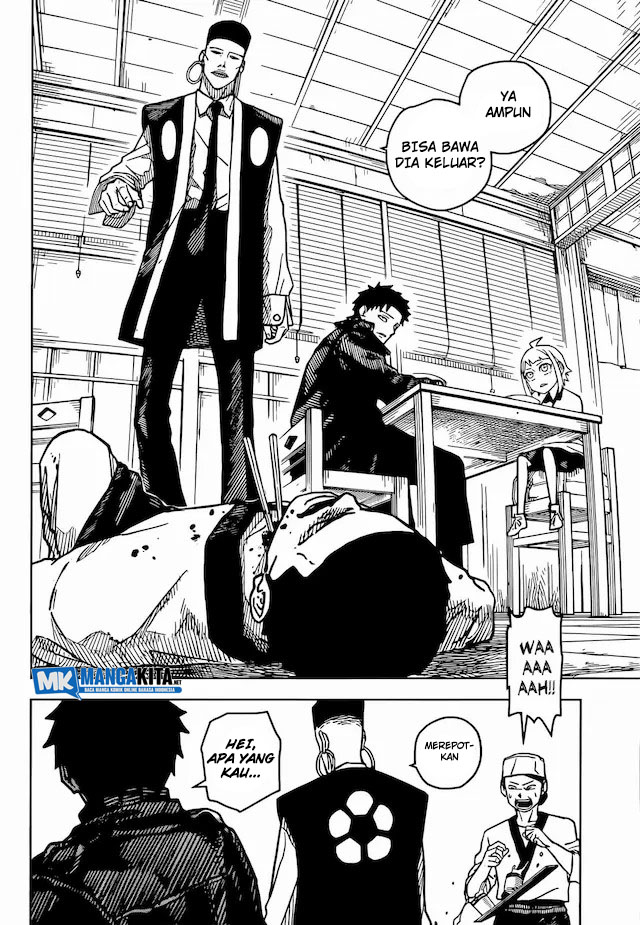 YA
AMPUN
BISA BAWA
DIA KELUAR?
WAA
AAA
AAH!!
MK MANGAKITA.NET
BACA MANGA KOMIK ONLINE BAHASA INDONESIA
HEI,
APA YANG
KAU...
MEREPOT-
KAN